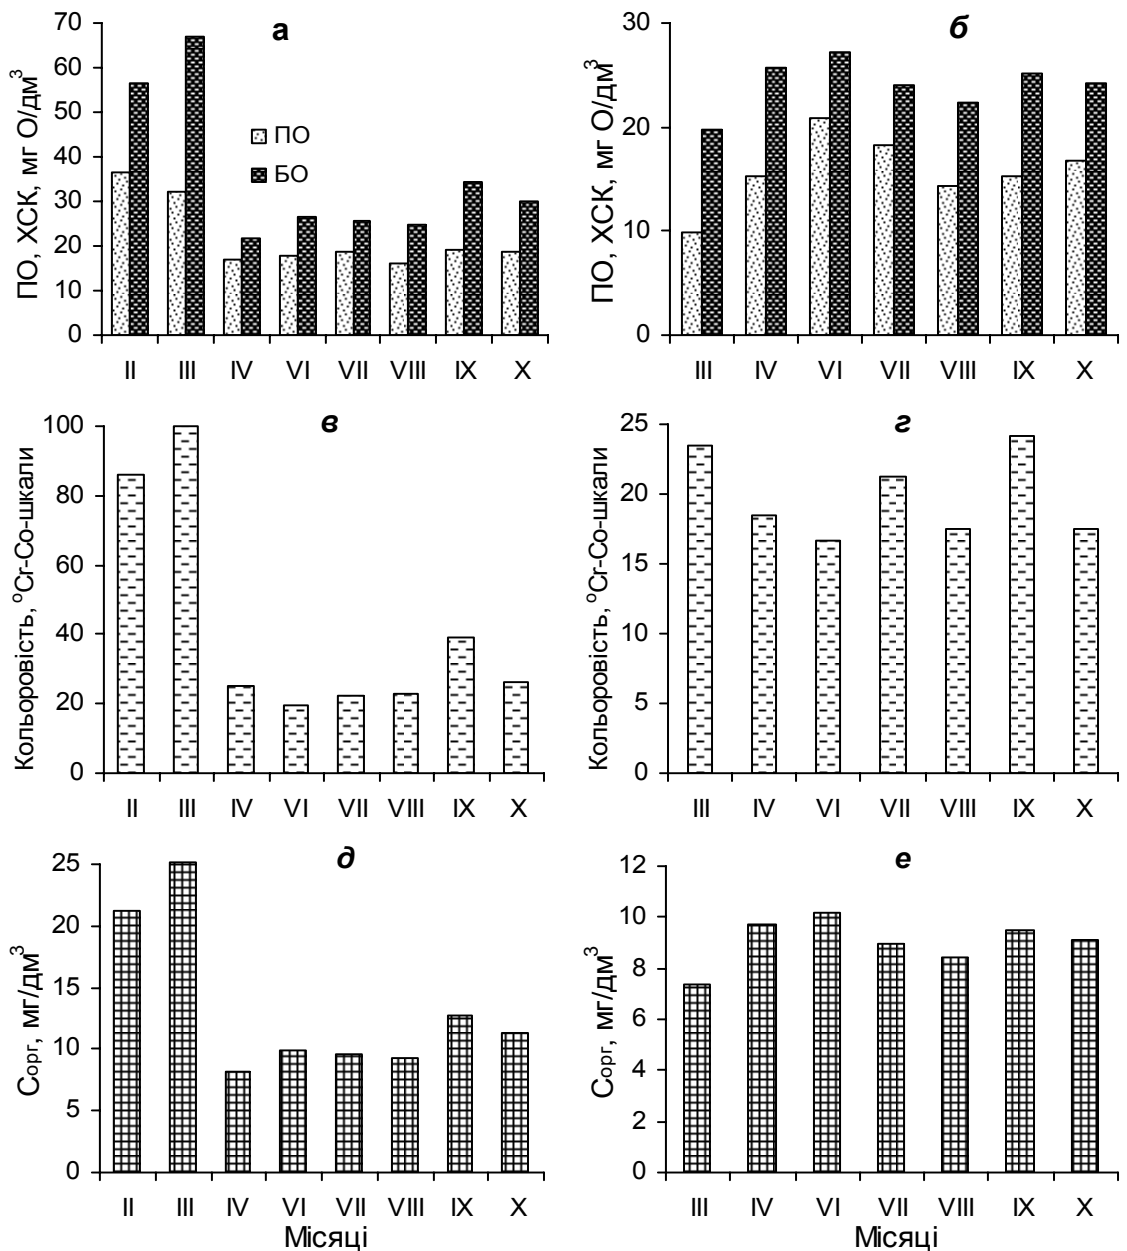 а
ПО, ХСК, мг О/дм³
70
60
50
40
30
20
10
0
ПО
БО
II III IV VI VII VIII IX X
б
ПО, ХСК, мг О/дм³
30
20
10
0
III IV VI VII VIII IX X
в
Кольоровість, °Cr-Co-шкали
100
80
60
40
20
0
II III IV VI VII VIII IX X
г
Кольоровість, °Cr-Co-шкали
25
20
15
10
5
0
III IV VI VII VIII IX X
д
Сорг, мг/дм³
25
20
15
10
5
0
II III IV VI VII VIII IX X
Місяці
е
Сорг, мг/дм³
12
10
8
6
4
2
0
III IV VI VII VIII IX X
Місяці